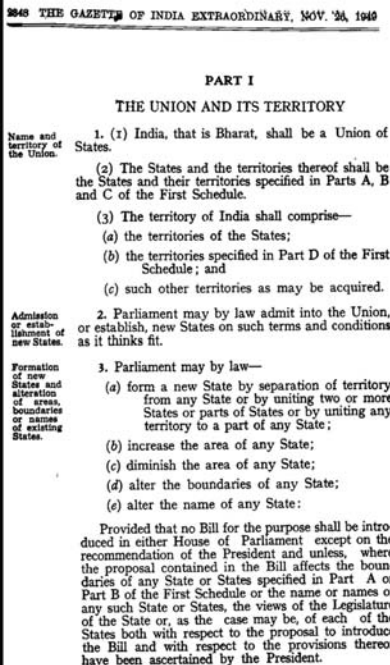 2348 THE GAZETTE OF INDIA EXTRAORDINARY, NOV. 26, 1949
PART I
THE UNION AND ITS TERRITORY
Name and
territory of
the Union.
1. (1) India, that is Bharat, shall be a Union of
States.
(2) The States and the territories thereof shall be
the States and their territories specified in Parts A, B
and C of the First Schedule.
(3) The territory of India shall comprise—
(a) the territories of the States;
(b) the territories specified in Part D of the First
Schedule; and
(c) such other territories as may be acquired.
Admission
or estab-
lishment of
new States.
2. Parliament may by law admit into the Union,
or establish, new States on such terms and conditions
as it thinks fit.
Formation
of new
States and
alteration
of areas,
boundaries
or names
of existing
States.
3. Parliament may by law—
(a) form a new State by separation of territory
from any State or by uniting two or more
States or parts of States or by uniting any
territory to a part of any State;
(b) increase the area of any State;
(c) diminish the area of any State;
(d) alter the boundaries of any State;
(e) alter the name of any State:
Provided that no Bill for the purpose shall be intro-
duced in either House of Parliament except on the
recommendation of the President and unless, where
the proposal contained in the Bill affects the boun-
daries of any State or States specified in Part A o
Part B of the First Schedule or the name or names o
any such State or States, the views of the Legislatur
of the State or, as the case may be, of each of th
States both with respect to the proposal to introduc
the Bill and with respect to the provisions thereo
have been ascertained by the President.